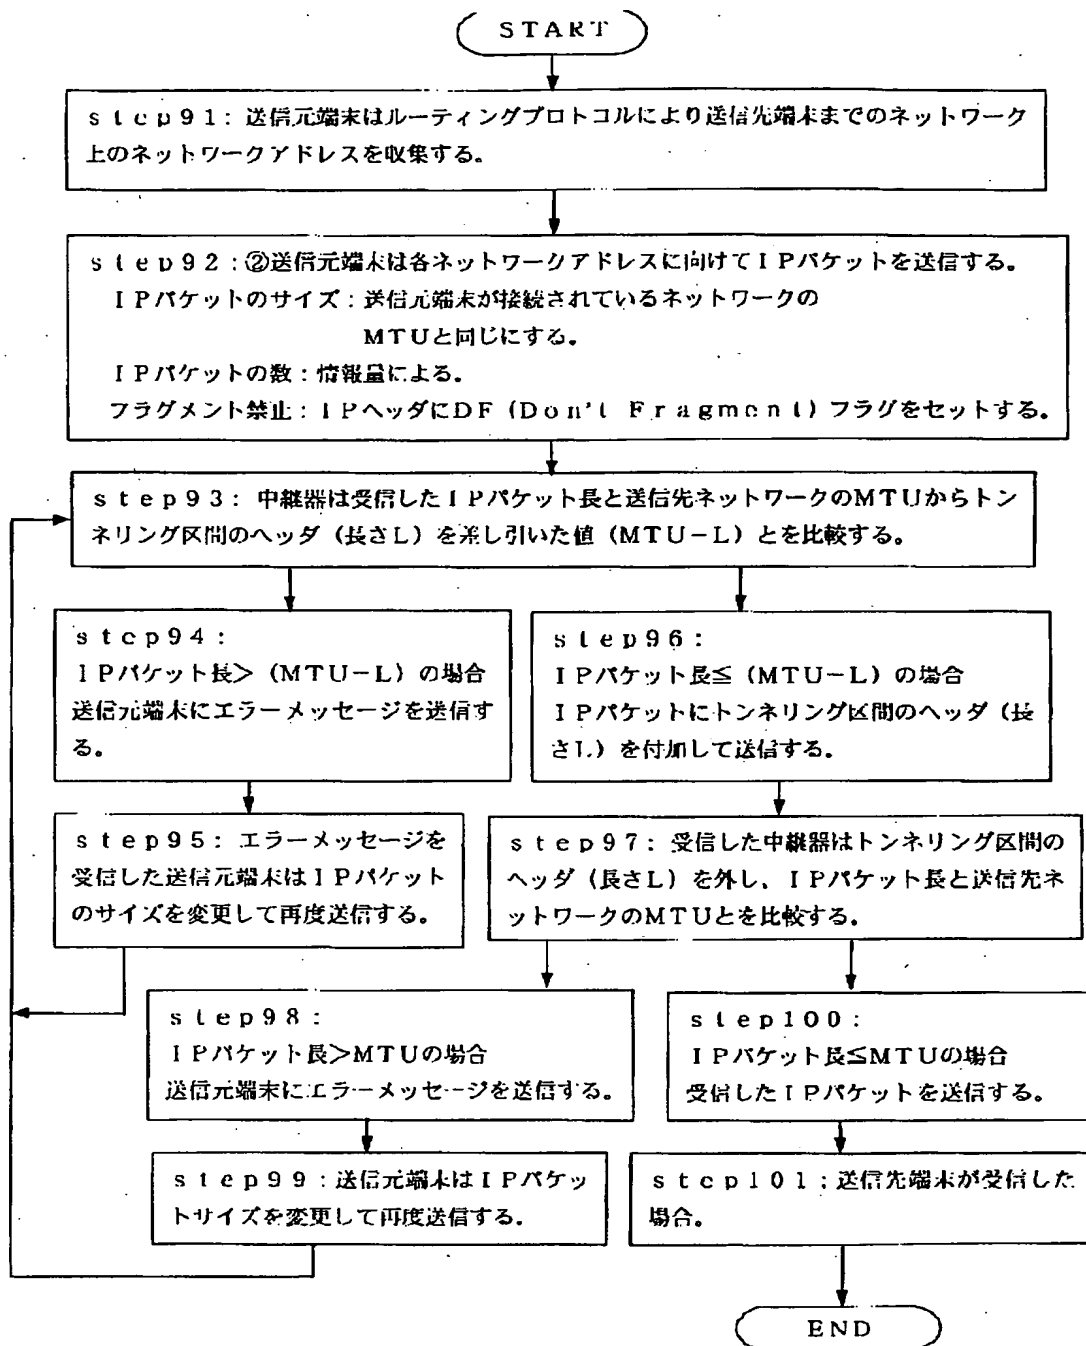 START
step91：送信元端末はルーティングプロトコルにより送信先端末までのネットワーク
上のネットワークアドレスを収集する。
step92：②送信元端末は各ネットワークアドレスに向けてＩＰパケットを送信する。
ＩＰパケットのサイズ：送信元端末が接続されているネットワークの
MTUと同じにする。
ＩＰパケットの数：情報量による。
フラグメント禁止：ＩＰヘッダにDF（Don't Fragment）フラグをセットする。
step93：中継器は受信したＩＰパケット長と送信先ネットワークのMTUからトン
ネリング区間のヘッダ（長さL）を差し引いた値（MTU－L）とを比較する。
step94：
ＩＰパケット長＞（MTU－L）の場合
送信元端末にエラーメッセージを送信す
る。
step96：
ＩＰパケット長≦（MTU－L）の場合
ＩＰパケットにトンネリング区間のヘッダ（長
さL）を付加して送信する。
step95：エラーメッセージを
受信した送信元端末はＩＰパケット
のサイズを変更して再度送信する。
step97：受信した中継器はトンネリング区間の
ヘッダ（長さL）を外し、ＩＰパケット長と送信先ネ
ットワークのMTUとを比較する。
step98：
ＩＰパケット長＞MTUの場合
送信元端末にエラーメッセージを送信する。
step100：
ＩＰパケット長≦MTUの場合
受信したＩＰパケットを送信する。
step99：送信元端末はＩＰパケッ
トサイズを変更して再度送信する。
step101：送信先端末が受信した
場合。
END